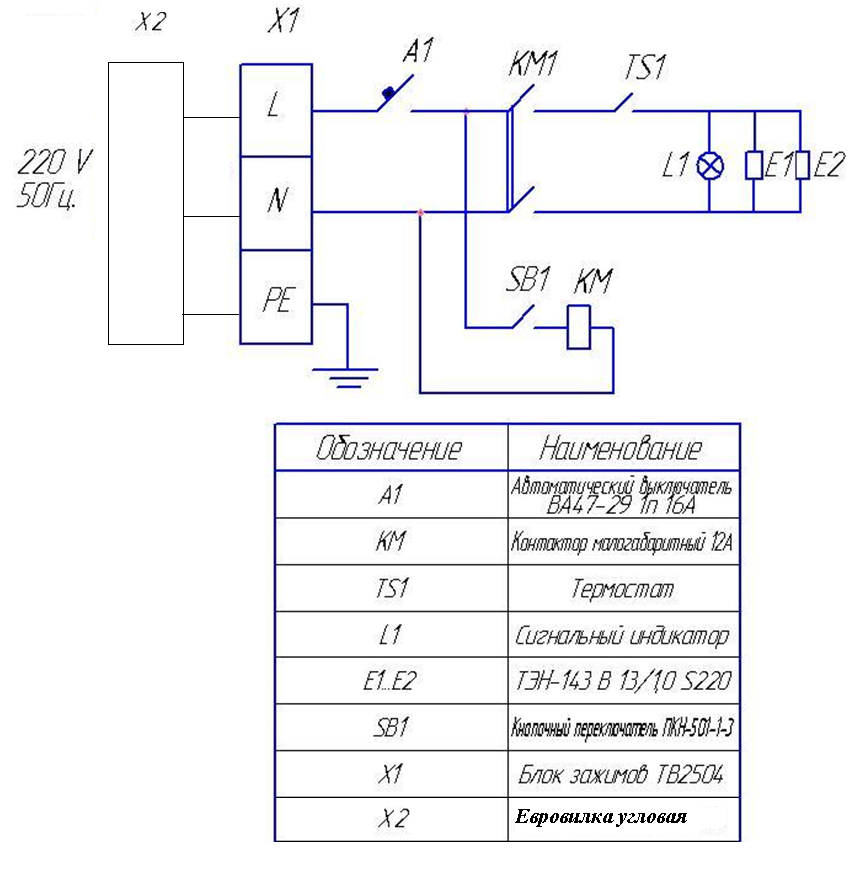 X2
X1
A1
KM1
TS1
L
220 V
50Гц.
L1
E1
E2
N
SB1
KM
PE
Обозначение
Наименование
A1
Автоматический выключатель
ВА47-29 1п 16А
KM
Контактор малогабаритный 12А
TS1
Термостат
L1
Сигнальный индикатор
E1...E2
ТЭН-143 В 13/1,0 S220
SB1
Кнопочный переключатель ПКН-501-1-3
X1
Блок зажимов ТВ2504
X2
Евровилка угловая